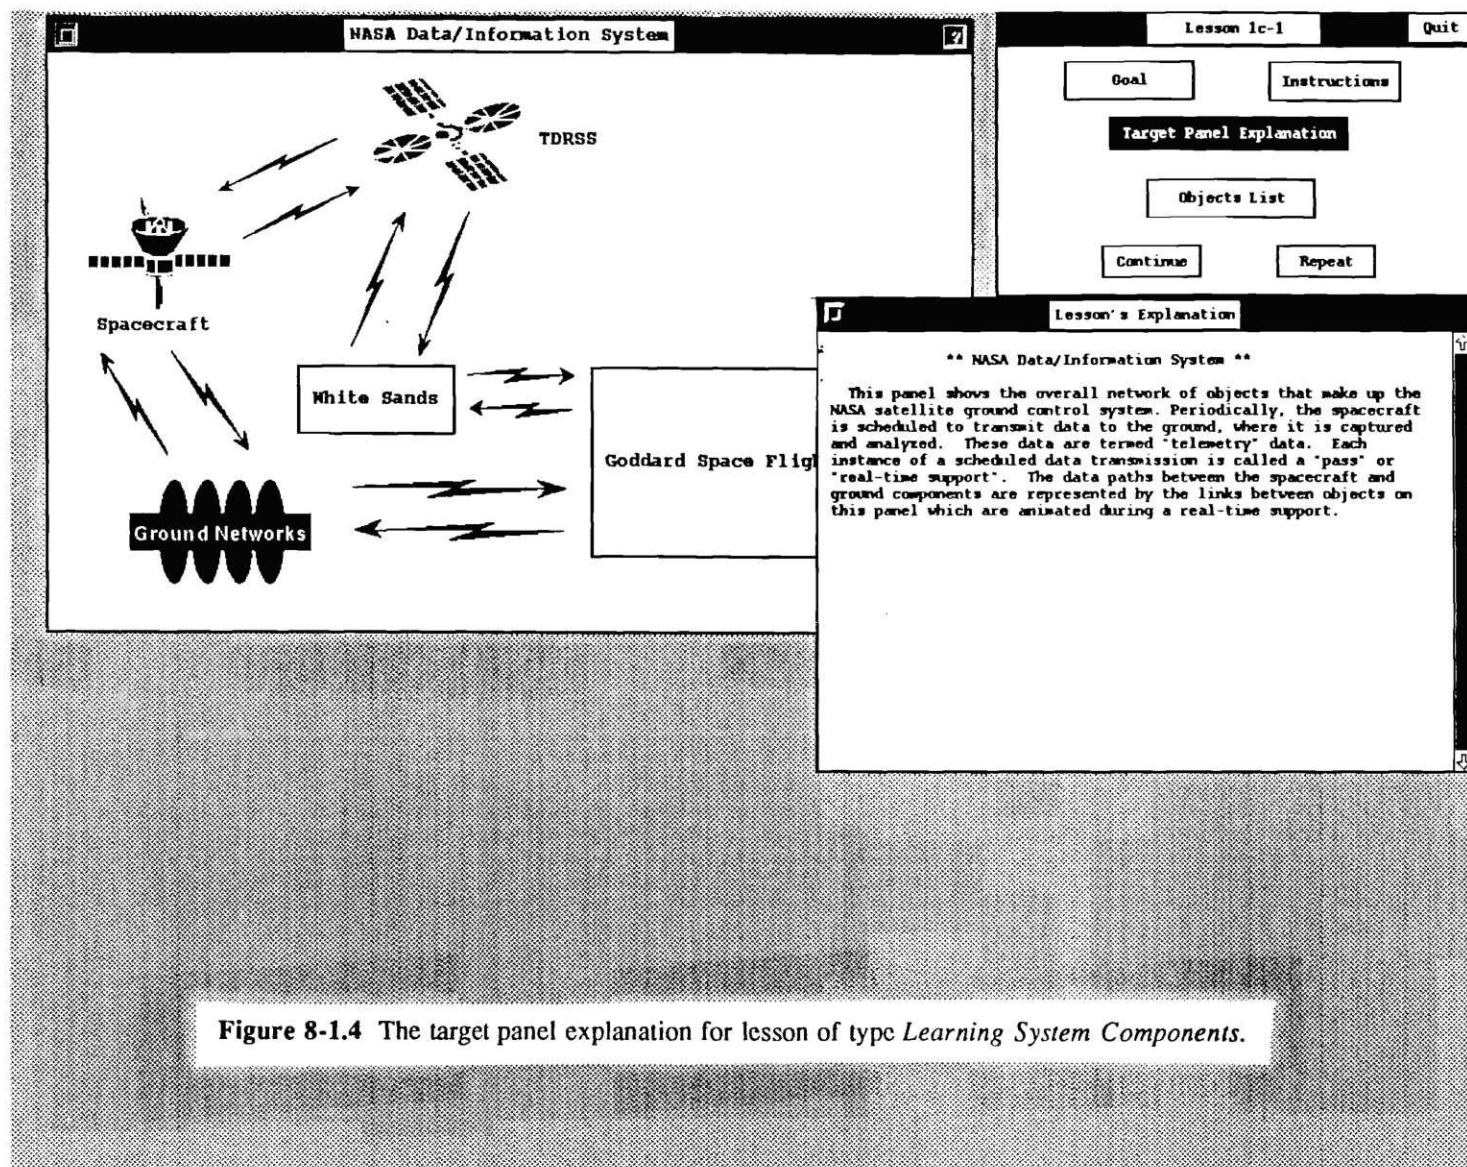 NASA Data/Information System
?
TDRSS
Spacecraft
White Sands
Goddard Space Flig
Ground Networks
Lesson 1c-1
Quit
Goal
Instructions
Target Panel Explanation
Objects List
Continue
Repeat
Lesson's Explanation
** NASA Data/Information System **
This panel shows the overall network of objects that make up the
NASA satellite ground control system. Periodically, the spacecraft
is scheduled to transmit data to the ground, where it is captured
and analyzed. These data are termed "telemetry" data. Each
instance of a scheduled data transmission is called a "pass" or
"real-time support". The data paths between the spacecraft and
ground components are represented by the links between objects on
this panel which are animated during a real-time support.
Figure 8-1.4 The target panel explanation for lesson of type Learning System Components.